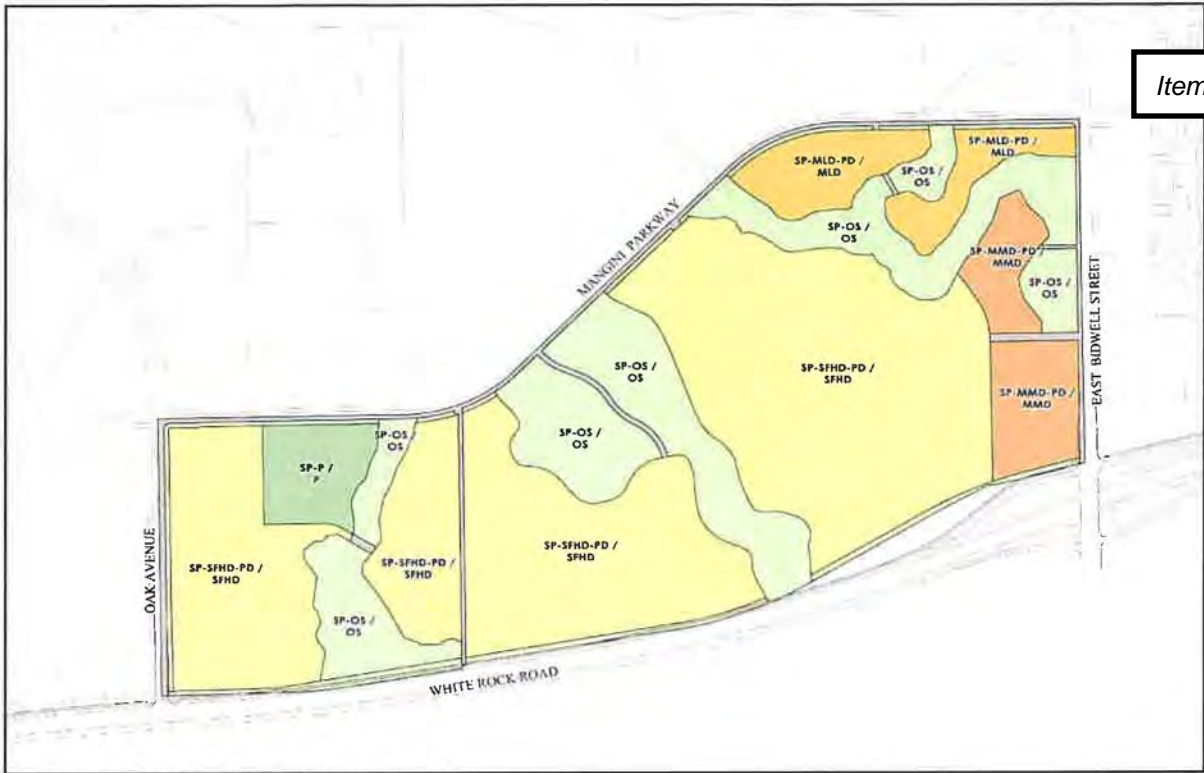 Item
SP-MLD-PD /
MLD
SP-MLD-PD /
MLD
SP-OS /
OS
SP-OS /
OS
MANGINI PARKWAY
SP-MMD-PD /
MMD
SP-OS /
OS
EAST BIDWELL STREET
SP-OS /
OS
SP-SFHD-PD /
SFHD
SP-MMD-PD /
MMD
SP-OS /
OS
SP-OS /
OS
SP-P /
P
SP-SFHD-PD /
SFHD
SP-SFHD-PD /
SFHD
SP-SFHD-PD /
SFHD
OAK AVENUE
SP-OS /
OS
WHITE ROCK ROAD